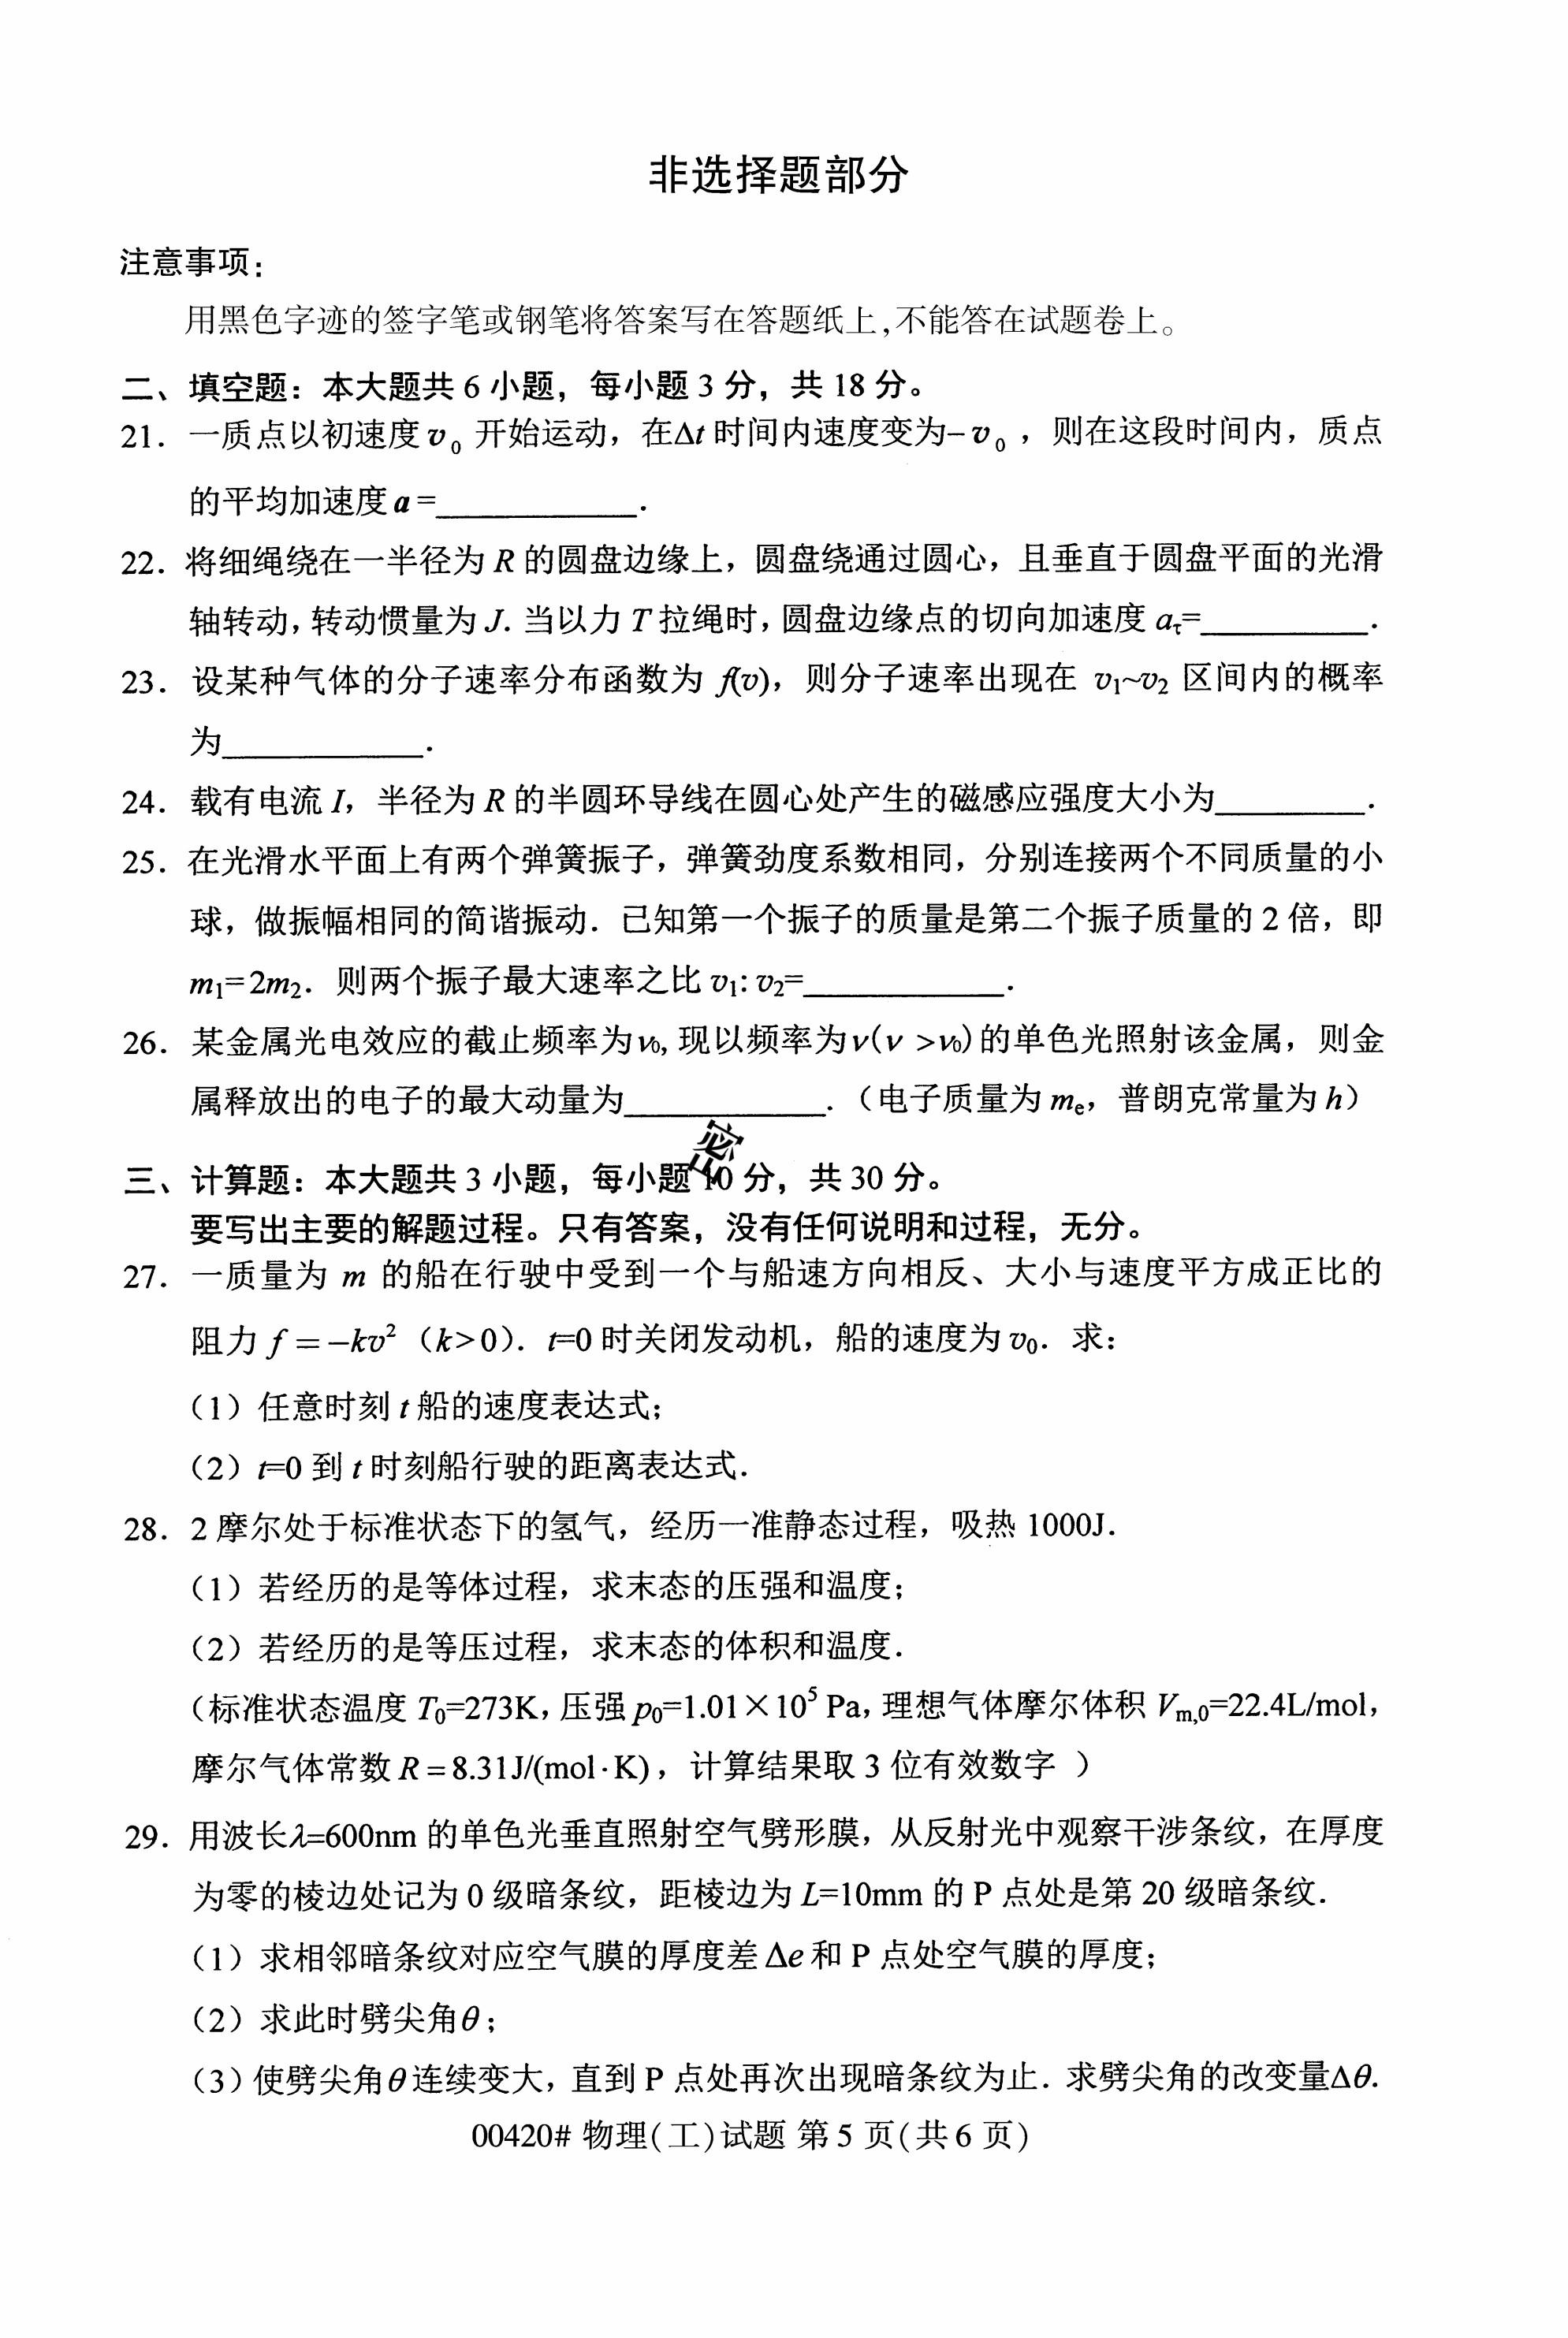 非选择题部分
注意事项：
用黑色字迹的签字笔或钢笔将答案写在答题纸上,不能答在试题卷上。
二、填空题：本大题共 6 小题，每小题 3 分，共 18 分。
21．一质点以初速度 v₀ 开始运动，在Δt 时间内速度变为−v₀，则在这段时间内，质点
的平均加速度 a =____________．
22．将细绳绕在一半径为 R 的圆盘边缘上，圆盘绕通过圆心，且垂直于圆盘平面的光滑
轴转动，转动惯量为 J．当以力 T 拉绳时，圆盘边缘点的切向加速度 aτ=__________．
23．设某种气体的分子速率分布函数为 f(v)，则分子速率出现在 v₁~v₂ 区间内的概率
为____________．
24．载有电流 I，半径为 R 的半圆环导线在圆心处产生的磁感应强度大小为_________．
25．在光滑水平面上有两个弹簧振子，弹簧劲度系数相同，分别连接两个不同质量的小
球，做振幅相同的简谐振动．已知第一个振子的质量是第二个振子质量的 2 倍，即
m₁=2m₂．则两个振子最大速率之比 v₁: v₂=____________．
26．某金属光电效应的截止频率为ν₀, 现以频率为ν(ν >ν₀)的单色光照射该金属，则金
属释放出的电子的最大动量为____________．（电子质量为 mₑ，普朗克常量为 h）
密
三、计算题：本大题共 3 小题，每小题 10 分，共 30 分。
要写出主要的解题过程。只有答案，没有任何说明和过程，无分。
27．一质量为 m 的船在行驶中受到一个与船速方向相反、大小与速度平方成正比的
阻力 f = −kv²（k>0）．t=0 时关闭发动机，船的速度为 v₀．求：
（1）任意时刻 t 船的速度表达式；
（2）t=0 到 t 时刻船行驶的距离表达式．
28．2 摩尔处于标准状态下的氢气，经历一准静态过程，吸热 1000J．
（1）若经历的是等体过程，求末态的压强和温度；
（2）若经历的是等压过程，求末态的体积和温度．
（标准状态温度 T₀=273K，压强 p₀=1.01×10⁵ Pa，理想气体摩尔体积 Vm,0=22.4L/mol，
摩尔气体常数 R = 8.31J/(mol·K)，计算结果取 3 位有效数字 ）
29．用波长λ=600nm 的单色光垂直照射空气劈形膜，从反射光中观察干涉条纹，在厚度
为零的棱边处记为 0 级暗条纹，距棱边为 L=10mm 的 P 点处是第 20 级暗条纹．
（1）求相邻暗条纹对应空气膜的厚度差 Δe 和 P 点处空气膜的厚度；
（2）求此时劈尖角θ；
（3）使劈尖角θ连续变大，直到 P 点处再次出现暗条纹为止．求劈尖角的改变量Δθ.
00420# 物理(工)试题 第 5 页(共 6 页)